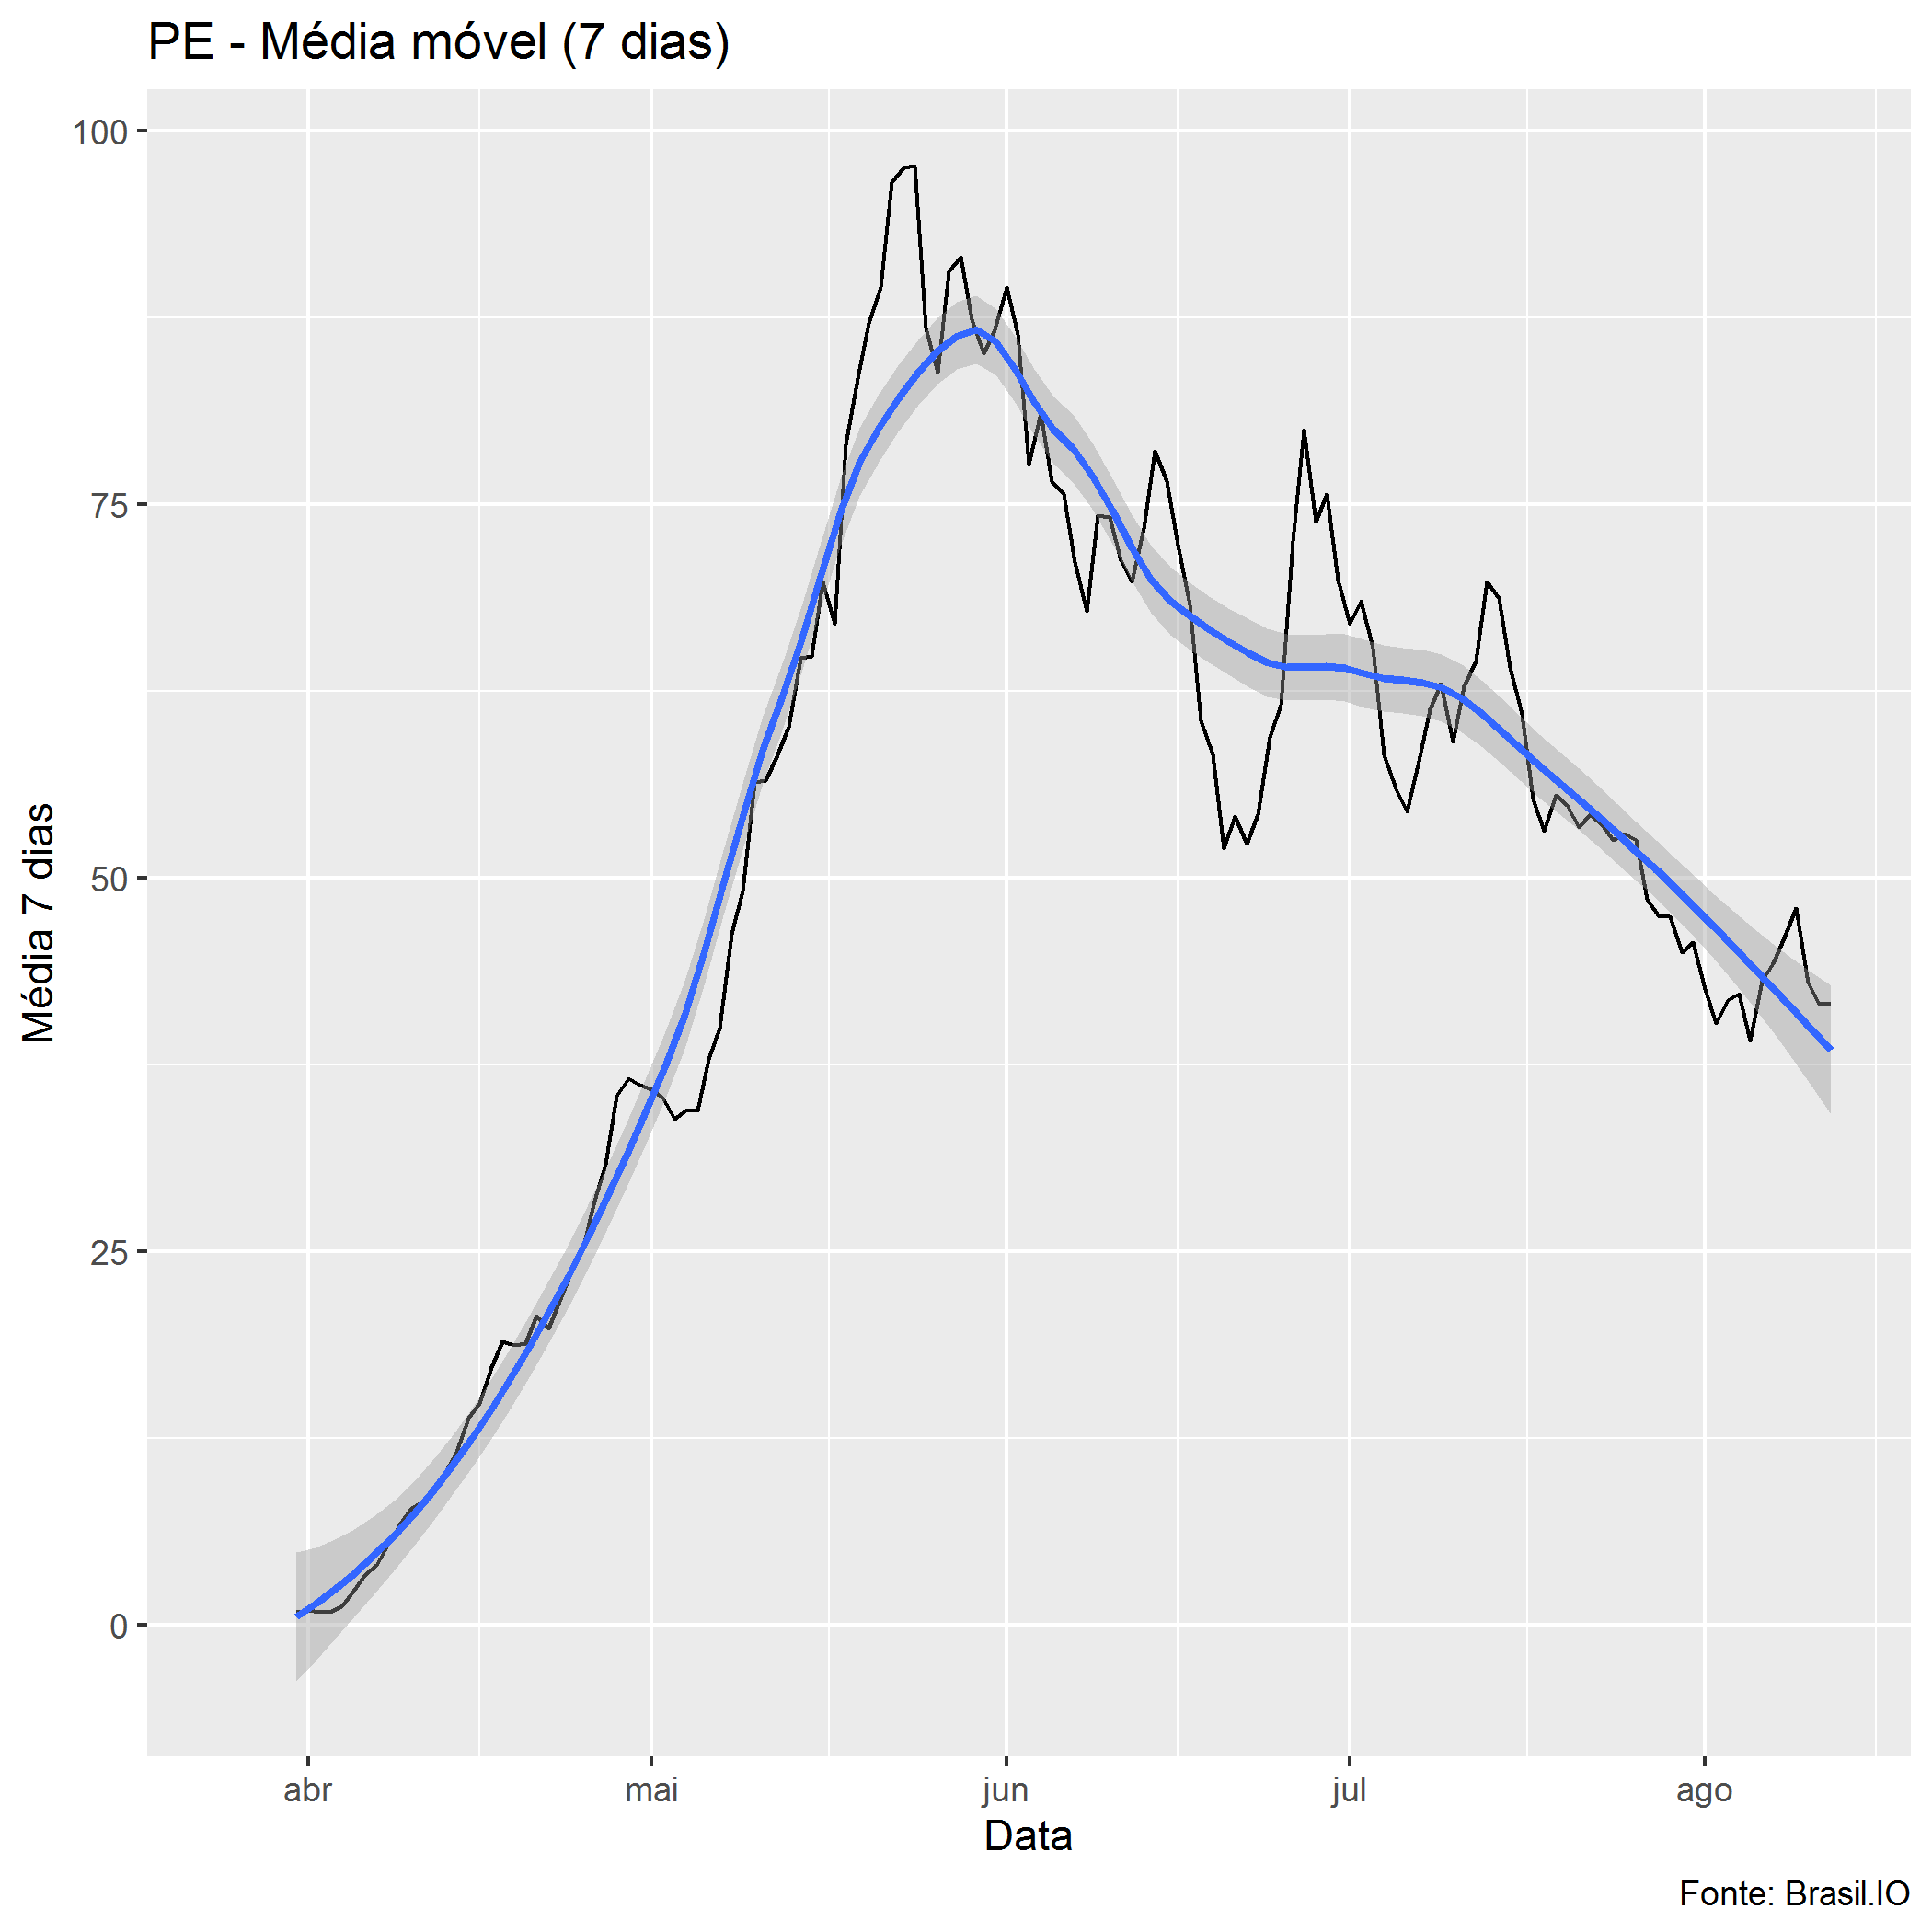 PE - Média móvel (7 dias)
100
75
50
25
0
Média 7 dias
abr mai jun jul ago
Data
Fonte: Brasil.IO